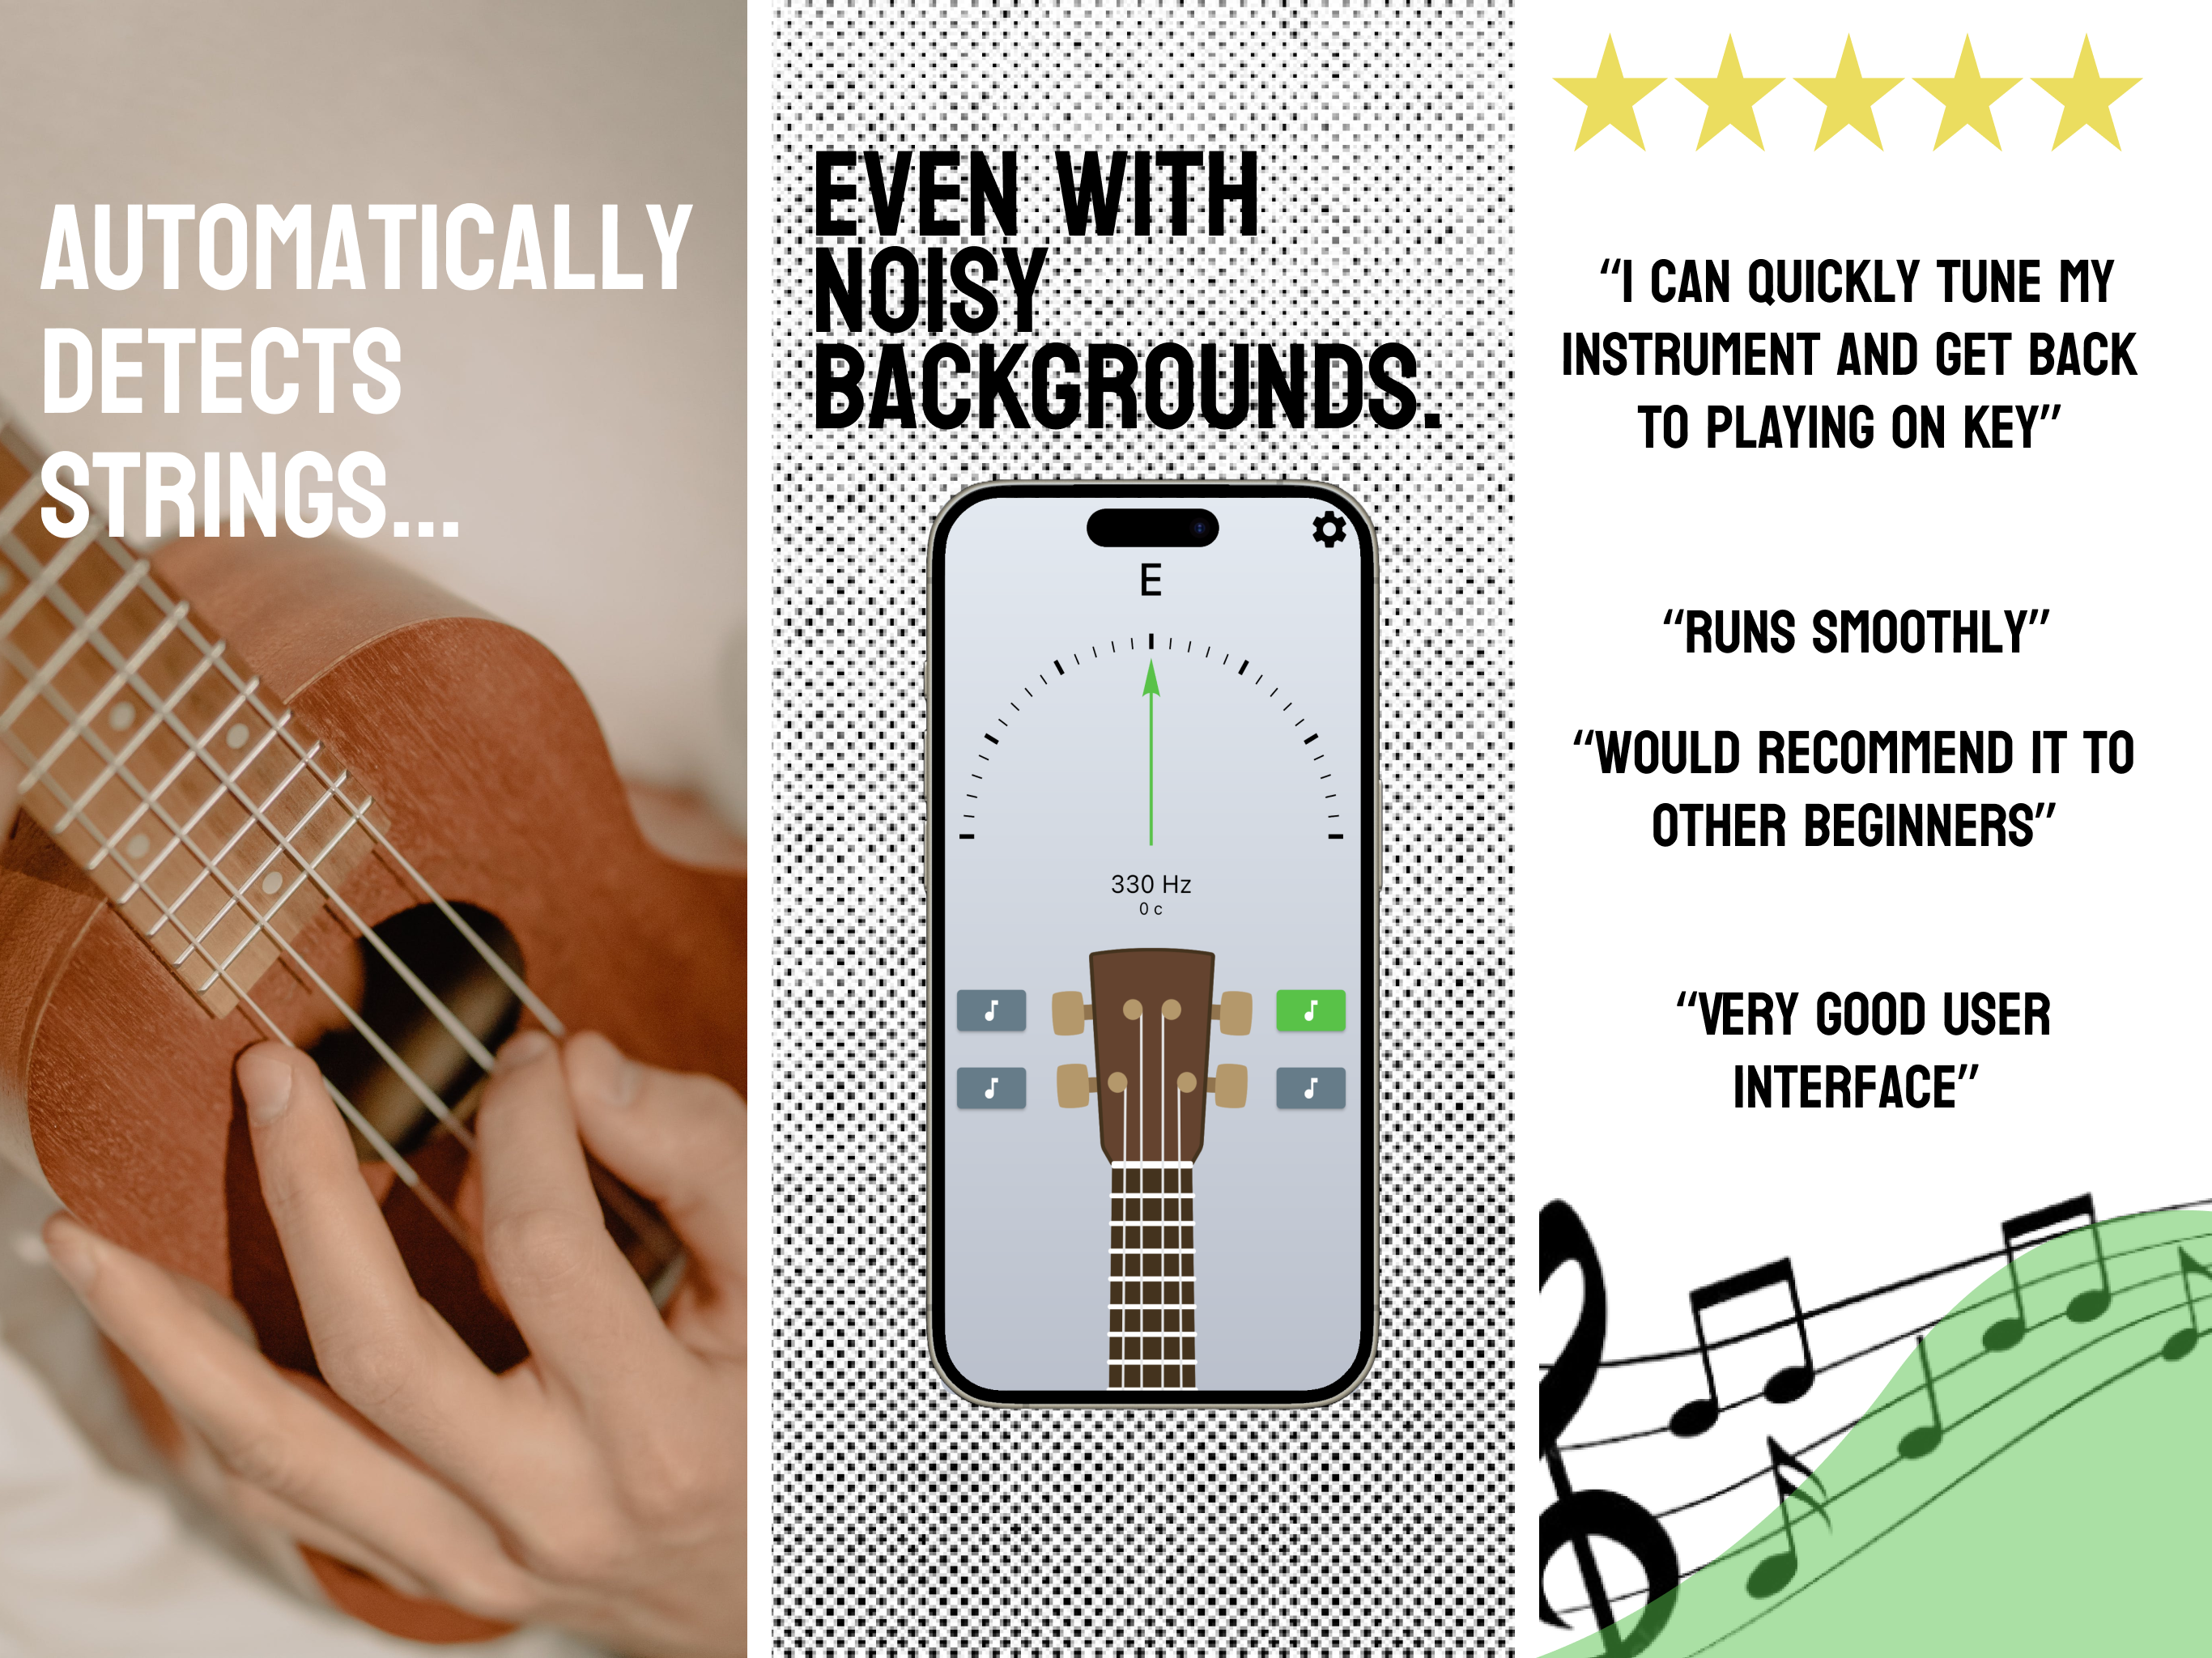 AUTOMATICALLY
DETECTS
STRINGS...
EVEN WITH
NOISY
BACKGROUNDS.
E
330 Hz
0 c
“I CAN QUICKLY TUNE MY
INSTRUMENT AND GET BACK
TO PLAYING ON KEY”
“RUNS SMOOTHLY”
“WOULD RECOMMEND IT TO
OTHER BEGINNERS”
“VERY GOOD USER
INTERFACE”